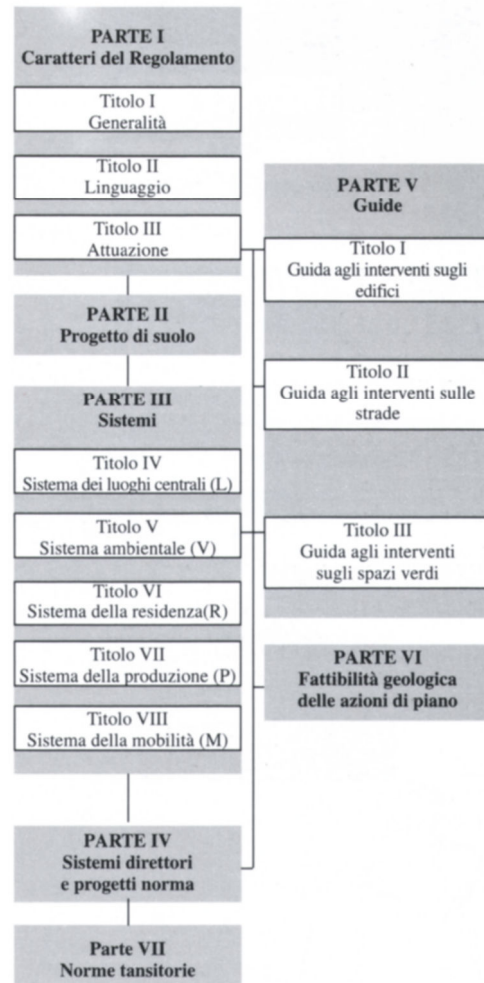 PARTE I
Caratteri del Regolamento
Titolo I
Generalità
Titolo II
Linguaggio
Titolo III
Attuazione
PARTE II
Progetto di suolo
PARTE III
Sistemi
Titolo IV
Sistema dei luoghi centrali (L)
Titolo V
Sistema ambientale (V)
Titolo VI
Sistema della residenza(R)
Titolo VII
Sistema della produzione (P)
Titolo VIII
Sistema della mobilità (M)
PARTE IV
Sistemi direttori
e progetti norma
Parte VII
Norme tansitorie
PARTE V
Guide
Titolo I
Guida agli interventi sugli
edifici
Titolo II
Guida agli interventi sulle
strade
Titolo III
Guida agli interventi
sugli spazi verdi
PARTE VI
Fattibilità geologica
delle azioni di piano